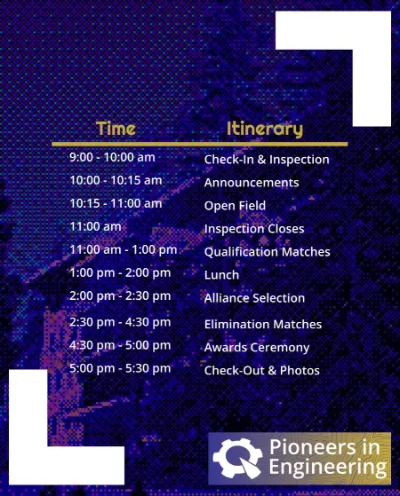 Time Itinerary
9:00 - 10:00 am Check-In & Inspection
10:00 - 10:15 am Announcements
10:15 - 11:00 am Open Field
11:00 am Inspection Closes
11:00 am - 1:00 pm Qualification Matches
1:00 pm - 2:00 pm Lunch
2:00 pm - 2:30 pm Alliance Selection
2:30 pm - 4:30 pm Elimination Matches
4:30 pm - 5:00 pm Awards Ceremony
5:00 pm - 5:30 pm Check-Out & Photos
Pioneers in
Engineering